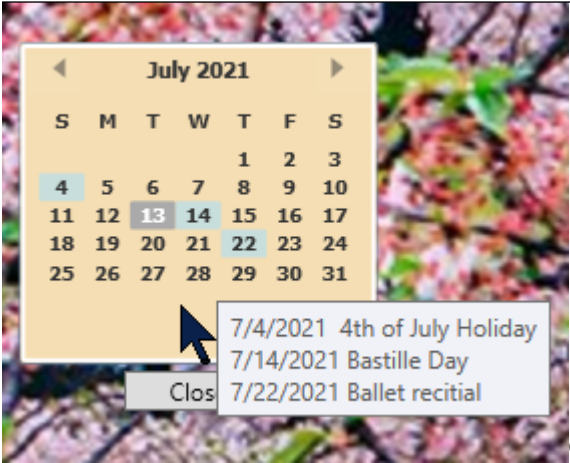 July 2021
S M T W T F S
1 2 3
4 5 6 7 8 9 10
11 12 13 14 15 16 17
18 19 20 21 22 23 24
25 26 27 28 29 30 31
7/4/2021 4th of July Holiday
7/14/2021 Bastille Day
7/22/2021 Ballet recitial
Clos